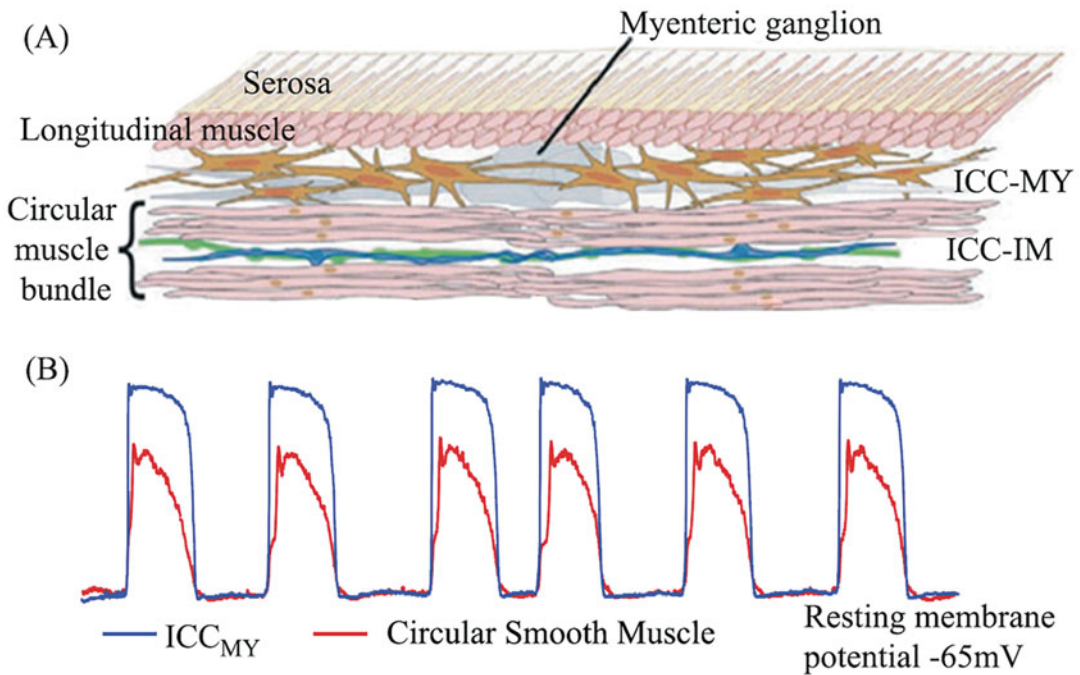 (A)
Myenteric ganglion
Serosa
Longitudinal muscle
ICC-MY
Circular
muscle
bundle
ICC-IM
(B)
ICCMY
Circular Smooth Muscle
Resting membrane
potential -65mV